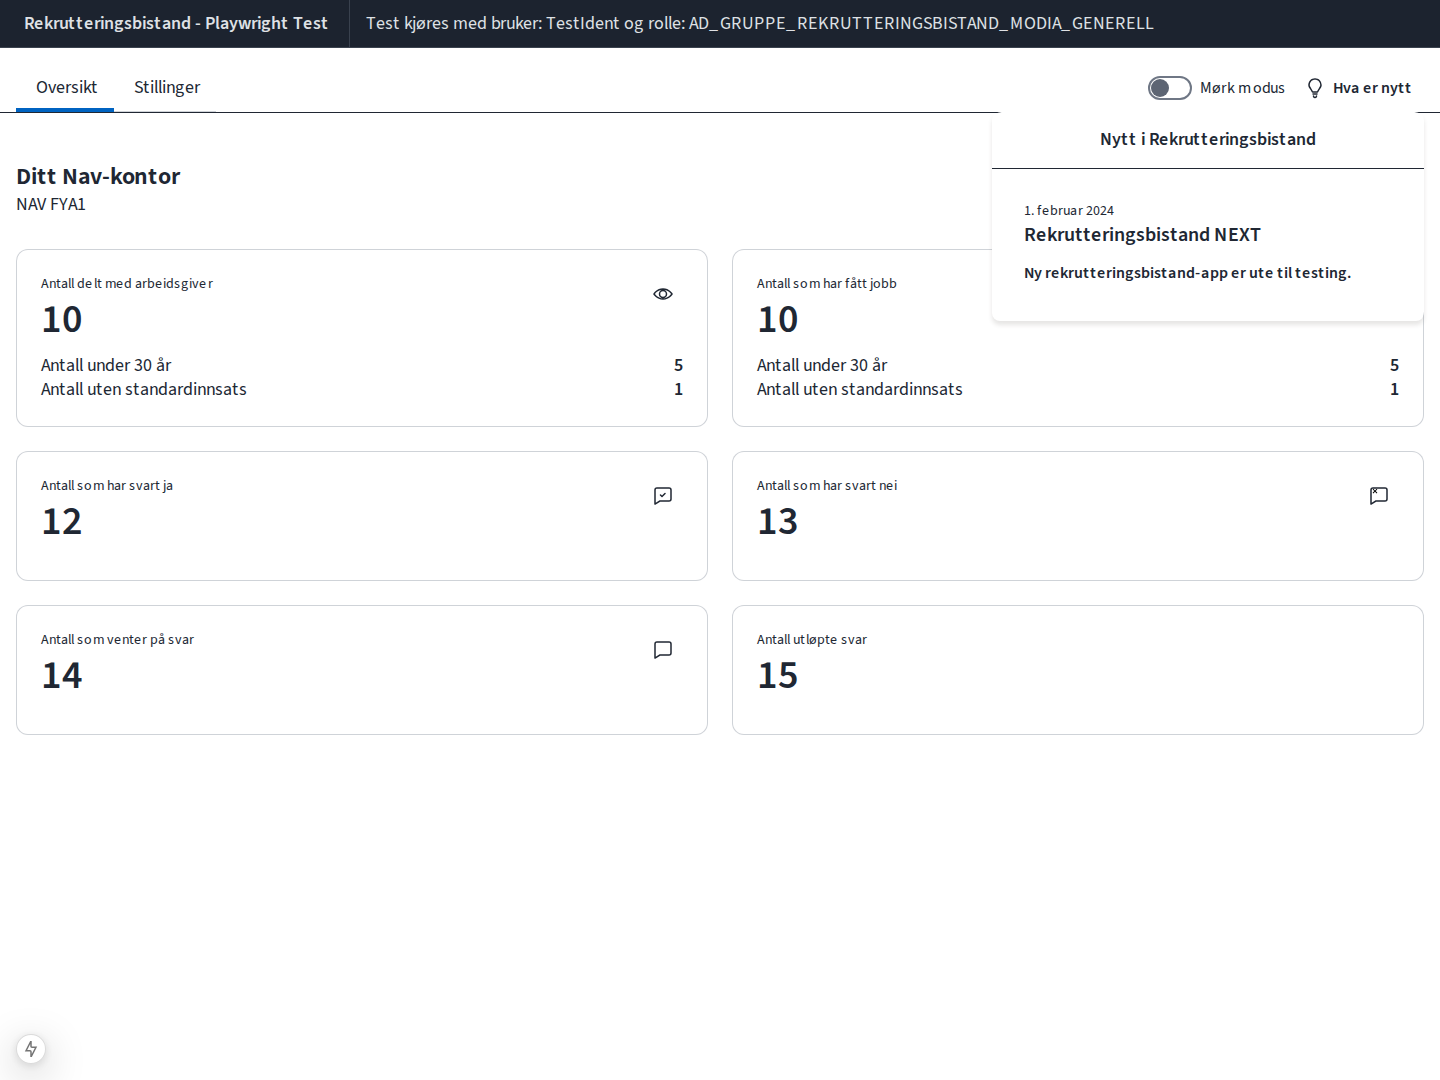 Rekrutteringsbistand - Playwright Test
Test kjøres med bruker: TestIdent og rolle: AD_GRUPPE_REKRUTTERINGSBISTAND_MODIA_GENERELL
Oversikt
Stillinger
Mørk modus
Hva er nytt
Nytt i Rekrutteringsbistand
1. februar 2024
Rekrutteringsbistand NEXT
Ny rekrutteringsbistand-app er ute til testing.
Ditt Nav-kontor
NAV FYA1
Antall delt med arbeidsgiver
10
Antall under 30 år 5
Antall uten standardinnsats 1
Antall som har fått jobb
10
Antall under 30 år 5
Antall uten standardinnsats 1
Antall som har svart ja
12
Antall som har svart nei
13
Antall som venter på svar
14
Antall utløpte svar
15